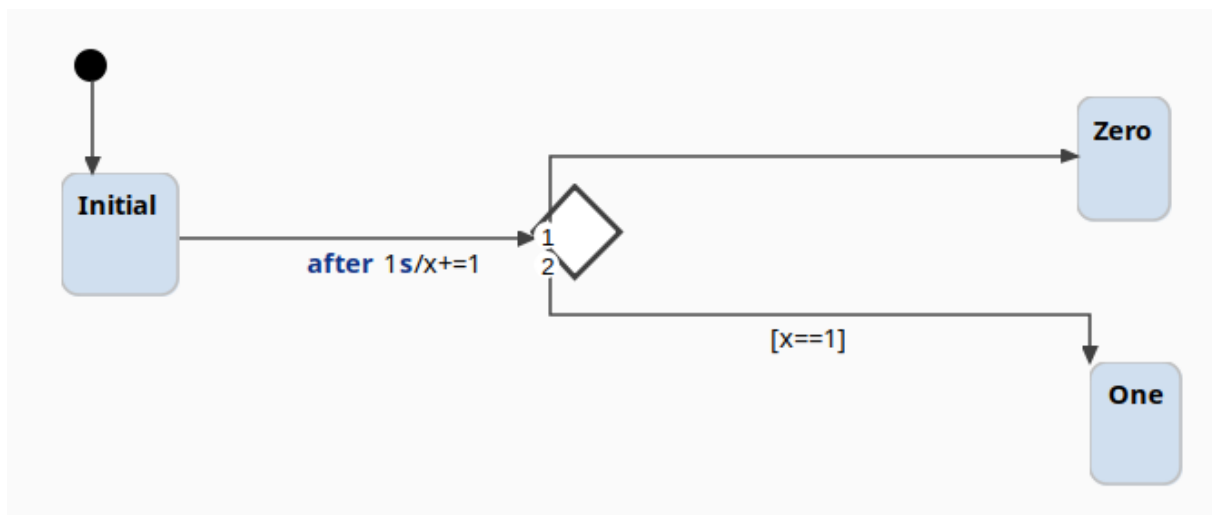 Zero
Initial
1
after 1s/x+=1
2
[x==1]
One